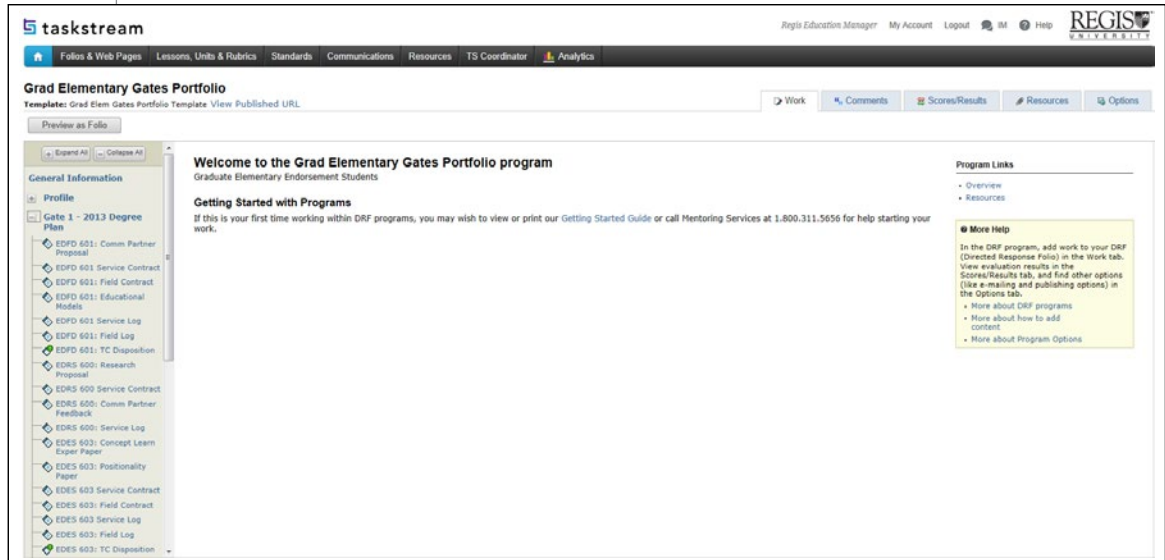 taskstream
Regis Education Manager My Account Logout IM Help
REGIS
UNIVERSITY
Folios & Web Pages Lessons, Units & Rubrics Standards Communications Resources TS Coordinator Analytics
Grad Elementary Gates Portfolio
Template: Grad Elem Gates Portfolio Template View Published URL
Work Comments Scores/Results Resources Options
Preview as Folio
Expand All Collapse All
General Information
Profile
Gate 1 - 2013 Degree
Plan
EDFD 601: Comm Partner
Proposal
EDFD 601 Service Contract
EDFD 601: Field Contract
EDFD 601: Educational
Models
EDFD 601 Service Log
EDFD 601: Field Log
EDFD 601: TC Disposition
EDRS 600: Research
Proposal
EDRS 600 Service Contract
EDRS 600: Comm Partner
Feedback
EDRS 600: Service Log
EDES 603: Concept Learn
Exper Paper
EDES 603: Positionality
Paper
EDES 603 Service Contract
EDES 603: Field Contract
EDES 603 Service Log
EDES 603: Field Log
EDES 603: TC Disposition
Welcome to the Grad Elementary Gates Portfolio program
Graduate Elementary Endorsement Students
Getting Started with Programs
If this is your first time working within DRF programs, you may wish to view or print our Getting Started Guide or call Mentoring Services at 1.800.311.5656 for help starting your
work.
Program Links
Overview
Resources
More Help
In the DRF program, add work to your DRF
(Directed Response Folio) in the Work tab.
View evaluation results in the
Scores/Results tab, and find other options
(like e-mailing and publishing options) in
the Options tab.
More about DRF programs
More about how to add
content
More about Program Options